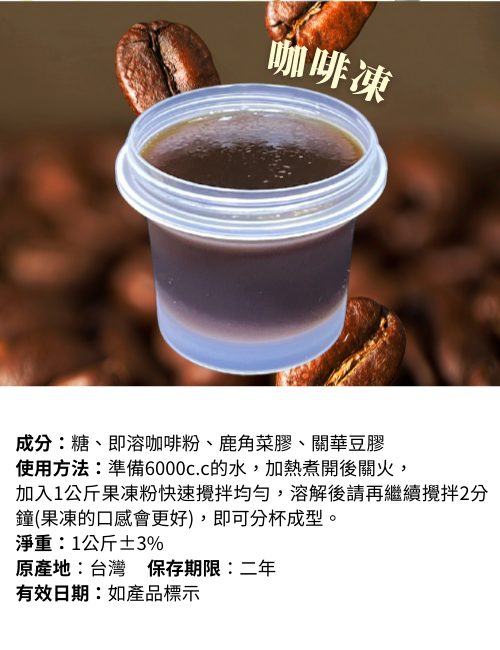 咖啡凍
成分：糖、即溶咖啡粉、鹿角菜膠、關華豆膠
使用方法：準備6000c.c的水，加熱煮開後關火，
加入1公斤果凍粉快速攪拌均勻，溶解後請再繼續攪拌2分
鐘(果凍的口感會更好)，即可分杯成型。
淨重：1公斤±3%
原產地：台灣　保存期限：二年
有效日期：如產品標示